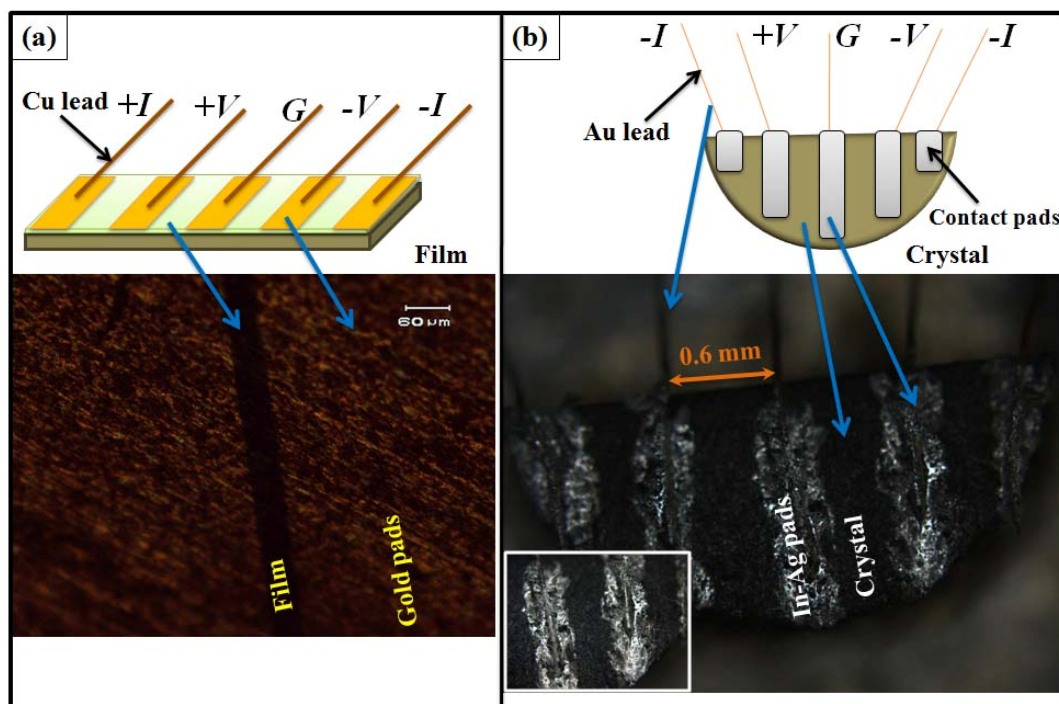 (a)
Cu lead
+I +V G -V -I
Film
60 µm
Film
Gold pads
(b)
-I +V G -V -I
Au lead
Contact pads
Crystal
0.6 mm
In-Ag pads
Crystal